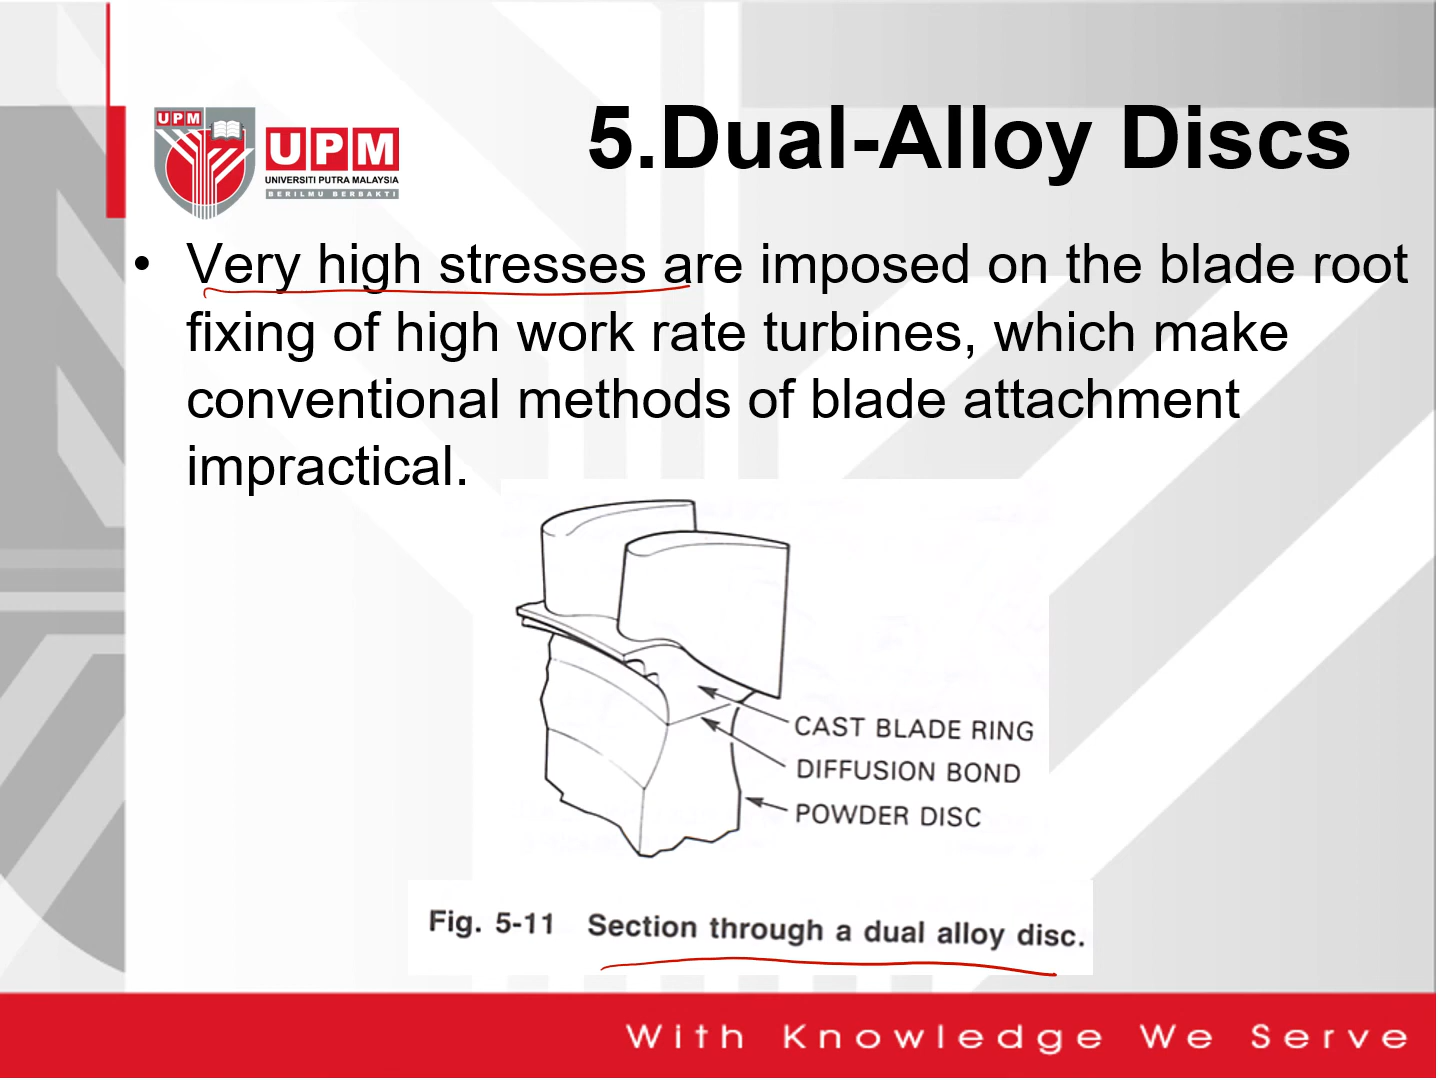 UPM
UPM
UNIVERSITI PUTRA MALAYSIA
BERILMU BERBAKTI
5.Dual-Alloy Discs
• Very high stresses are imposed on the blade root
fixing of high work rate turbines, which make
conventional methods of blade attachment
impractical.
CAST BLADE RING
DIFFUSION BOND
POWDER DISC
Fig. 5-11 Section through a dual alloy disc.
With Knowledge We Serve